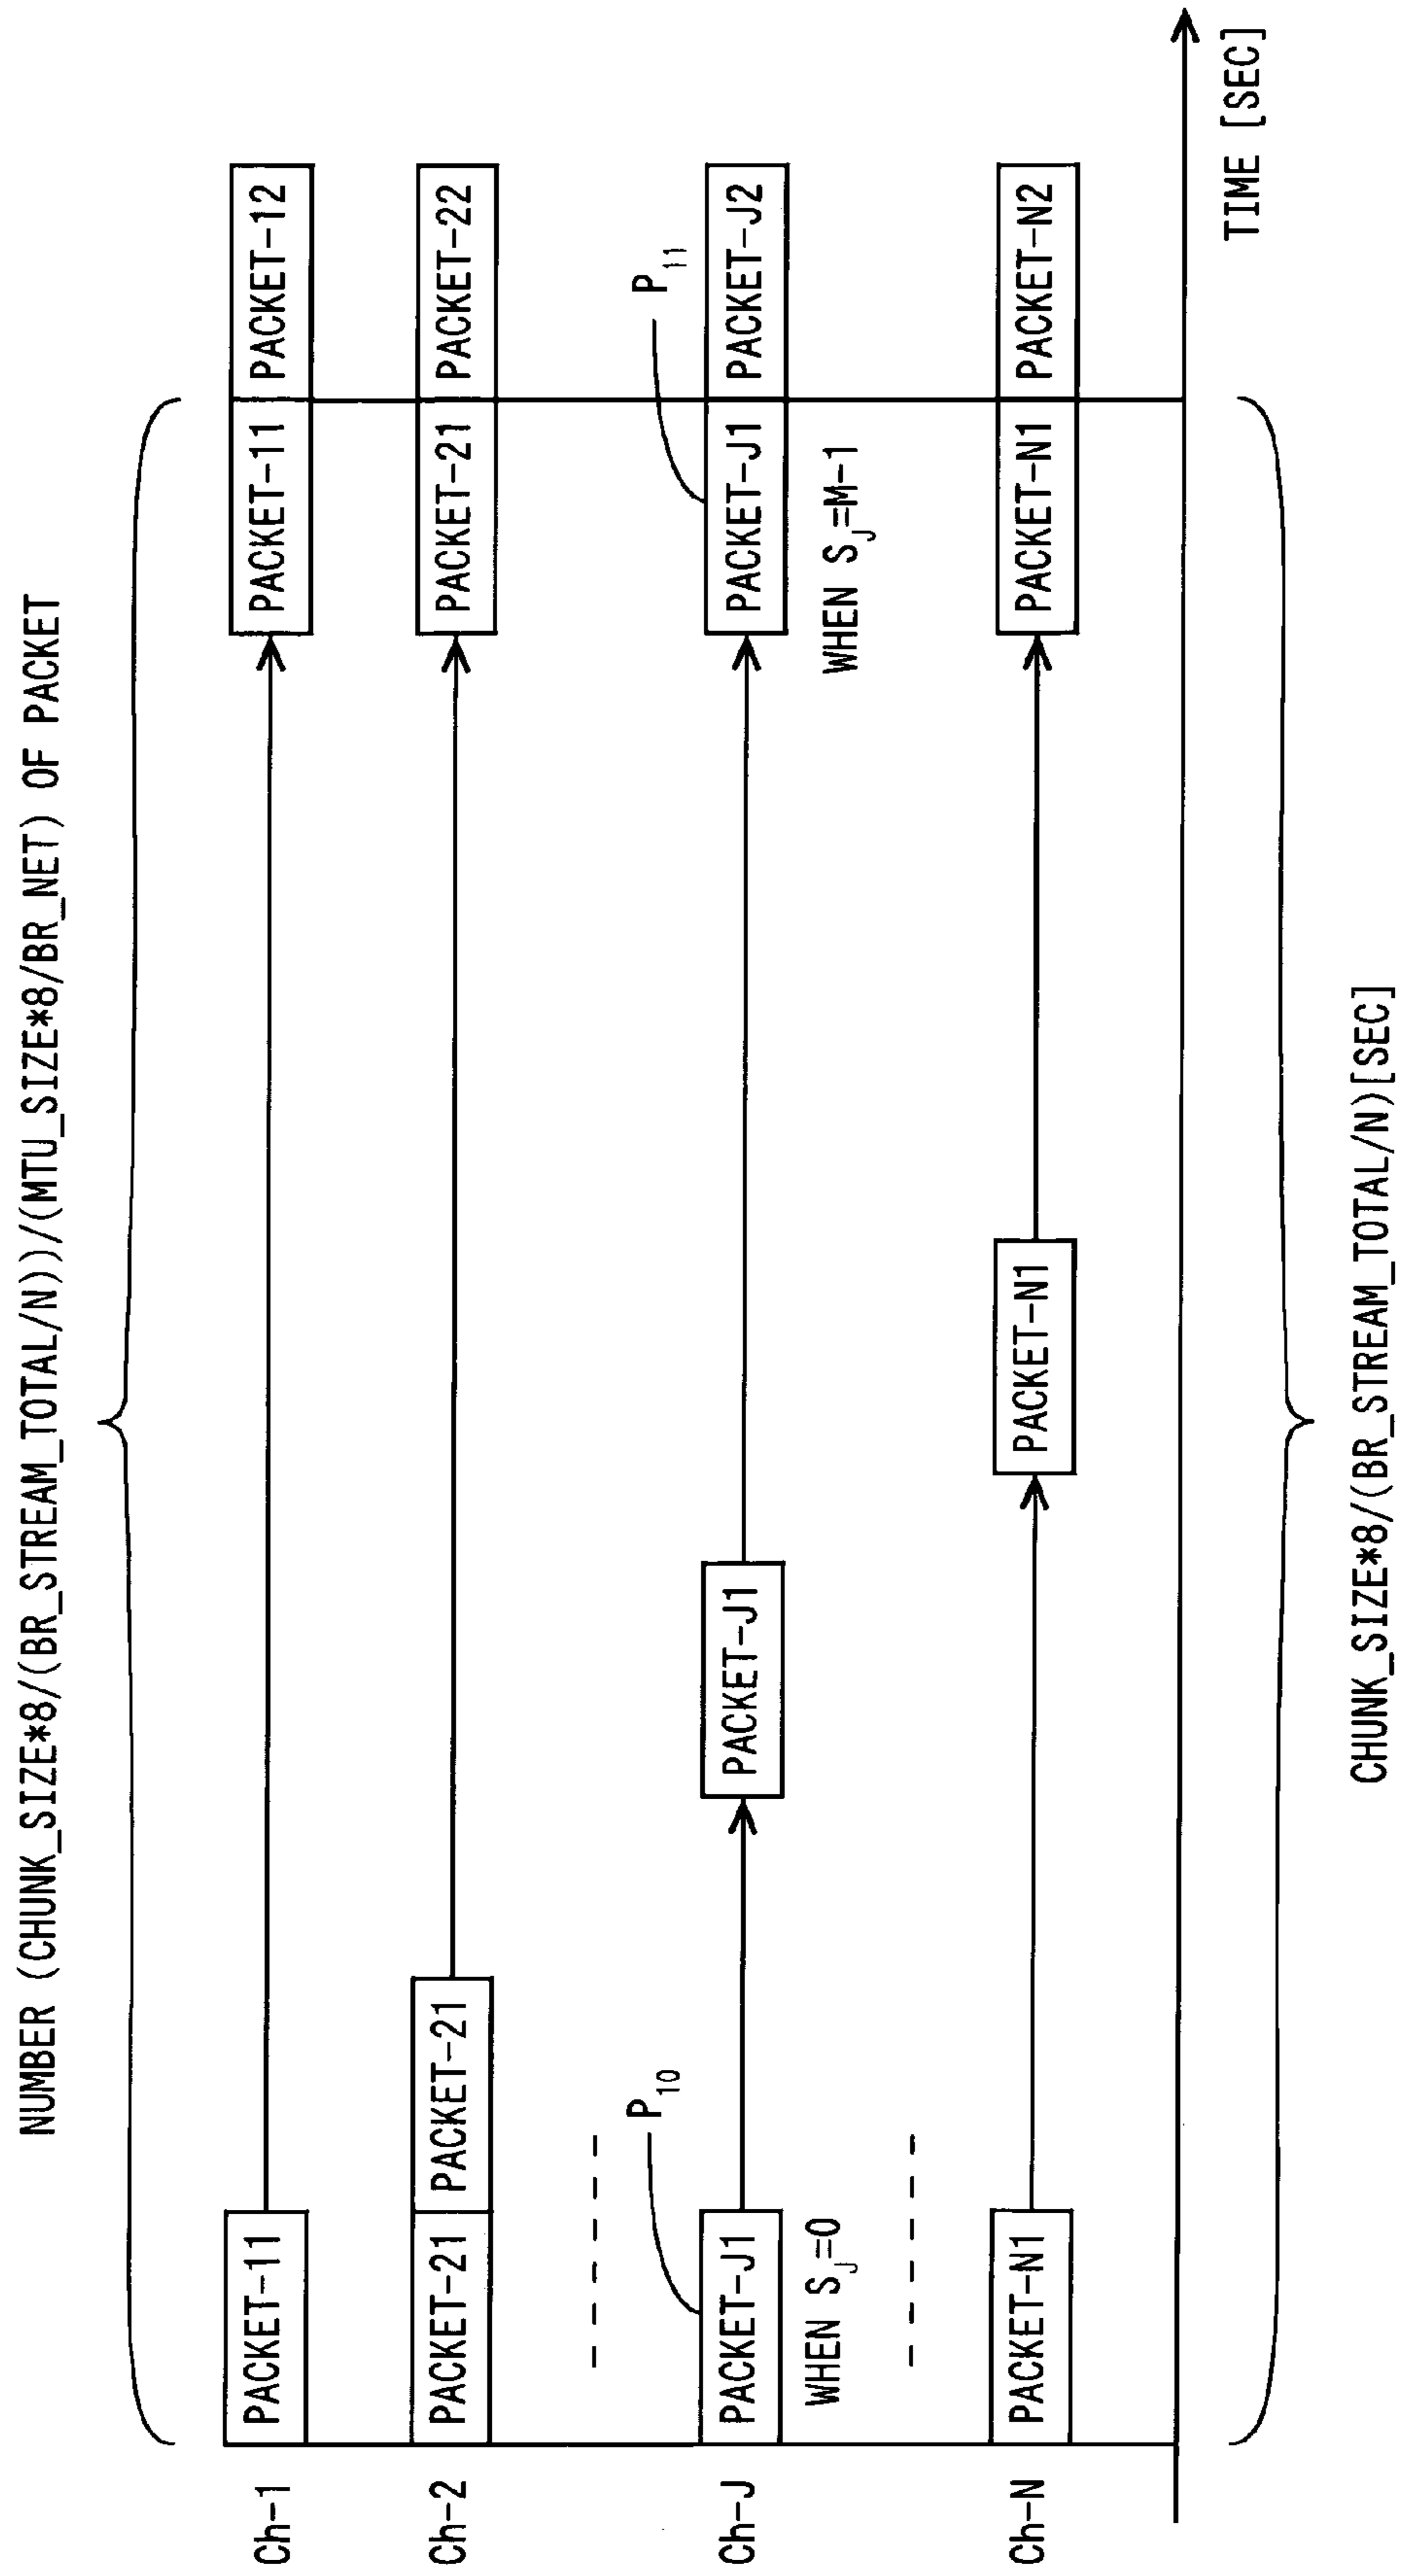 NUMBER (CHUNK_SIZE*8/(BR_STREAM_TOTAL/N))/(MTU_SIZE*8/BR_NET) OF PACKET
Ch-1 PACKET-11 PACKET-11 PACKET-12
Ch-2 PACKET-21 PACKET-21 PACKET-21 PACKET-22
P10 P11
Ch-J PACKET-J1 PACKET-J1 PACKET-J1 PACKET-J2
WHEN SJ=0 WHEN SJ=M-1
Ch-N PACKET-N1 PACKET-N1 PACKET-N1 PACKET-N2
TIME [SEC]
CHUNK_SIZE*8/(BR_STREAM_TOTAL/N)[SEC]